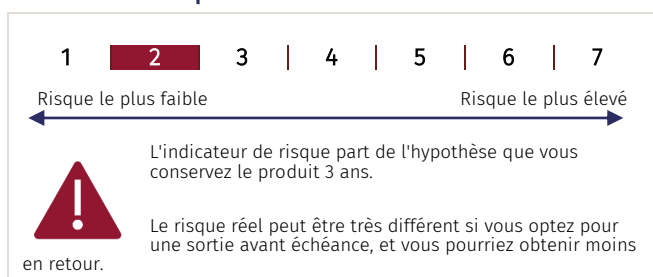 1 2 3 4 5 6 7
Risque le plus faible Risque le plus élevé
L'indicateur de risque part de l'hypothèse que vous
conservez le produit 3 ans.
Le risque réel peut être très différent si vous optez pour
une sortie avant échéance, et vous pourriez obtenir moins
en retour.